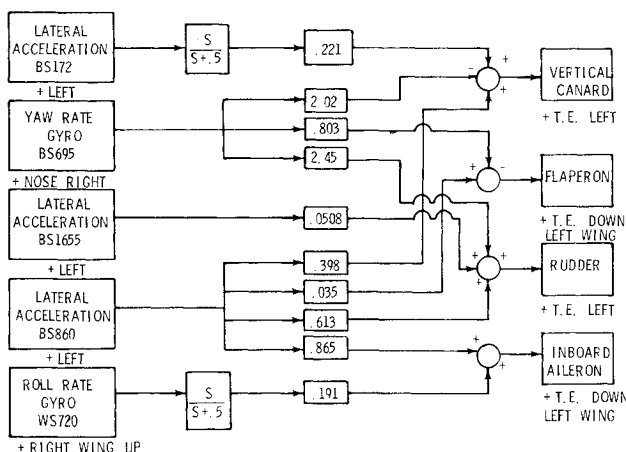 LATERAL
ACCELERATION
BS172
+ LEFT
YAW RATE
GYRO
BS695
+ NOSE RIGHT
LATERAL
ACCELERATION
BS1655
+ LEFT
LATERAL
ACCELERATION
BS860
+ LEFT
ROLL RATE
GYRO
WS720
+ RIGHT WING UP
S
S+.5
S
S+.5
.221
2.02
.803
2.45
.0508
.398
.035
.613
.865
.191
+
-
+
+
-
+
+
+
+
+
+
VERTICAL
CANARD
+ T.E. LEFT
FLAPERON
+ T.E. DOWN
LEFT WING
RUDDER
+ T.E. LEFT
INBOARD
AILERON
+ T.E. DOWN
LEFT WING